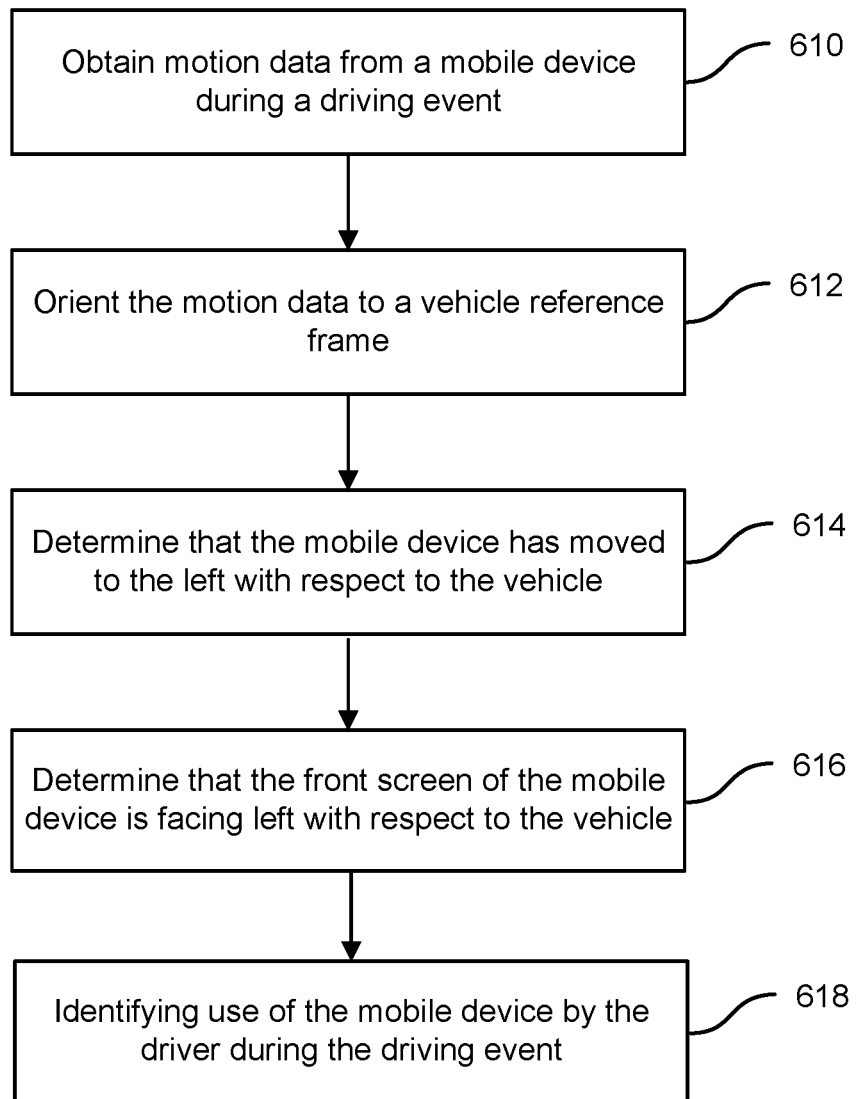 Obtain motion data from a mobile device
during a driving event
610
Orient the motion data to a vehicle reference
frame
612
Determine that the mobile device has moved
to the left with respect to the vehicle
614
Determine that the front screen of the mobile
device is facing left with respect to the vehicle
616
Identifying use of the mobile device by the
driver during the driving event
618